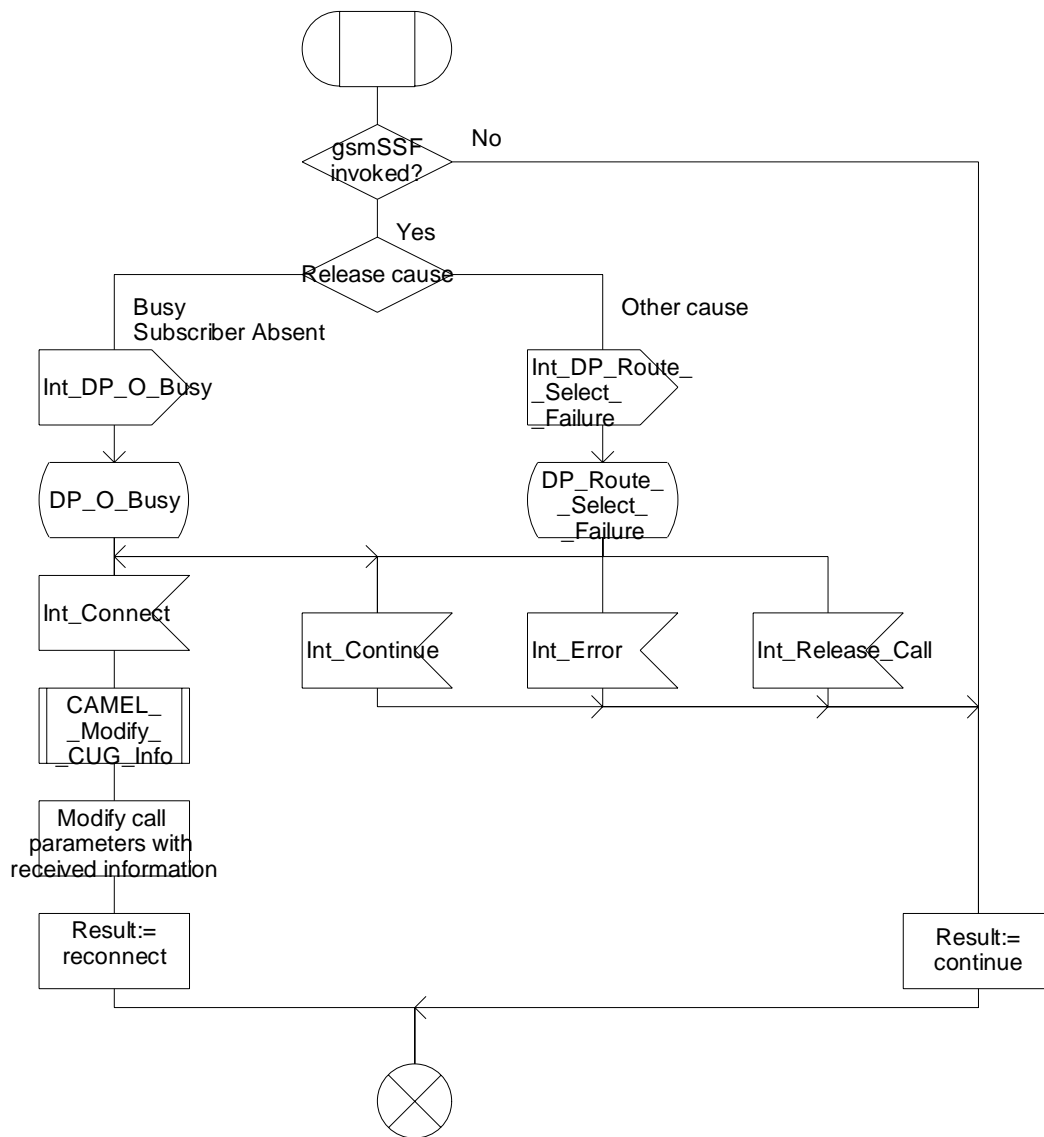 gsmSSF
invoked?
No
Yes
Release cause
Busy
Subscriber Absent
Other cause
Int_DP_O_Busy
Int_DP_Route_
_Select_
_Failure
DP_O_Busy
DP_Route_
_Select_
_Failure
Int_Connect
Int_Continue
Int_Error
Int_Release_Call
CAMEL_
_Modify_
_CUG_Info
Modify call
parameters with
received information
Result:=
reconnect
Result:=
continue